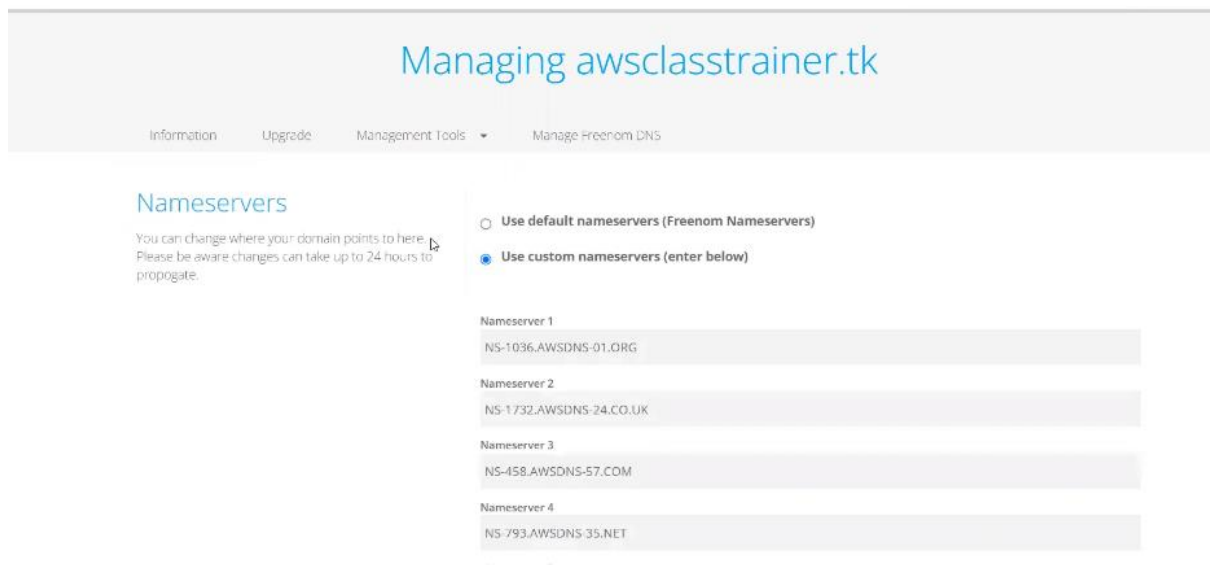 Managing awsclasstrainer.tk
Information Upgrade Management Tools Manage Freenom DNS
Nameservers
You can change where your domain points to here.
Please be aware changes can take up to 24 hours to
propogate.
Use default nameservers (Freenom Nameservers)
Use custom nameservers (enter below)
Nameserver 1
NS-1036.AWSDNS-01.ORG
Nameserver 2
NS-1732.AWSDNS-24.CO.UK
Nameserver 3
NS-458.AWSDNS-57.COM
Nameserver 4
NS-793.AWSDNS-35.NET